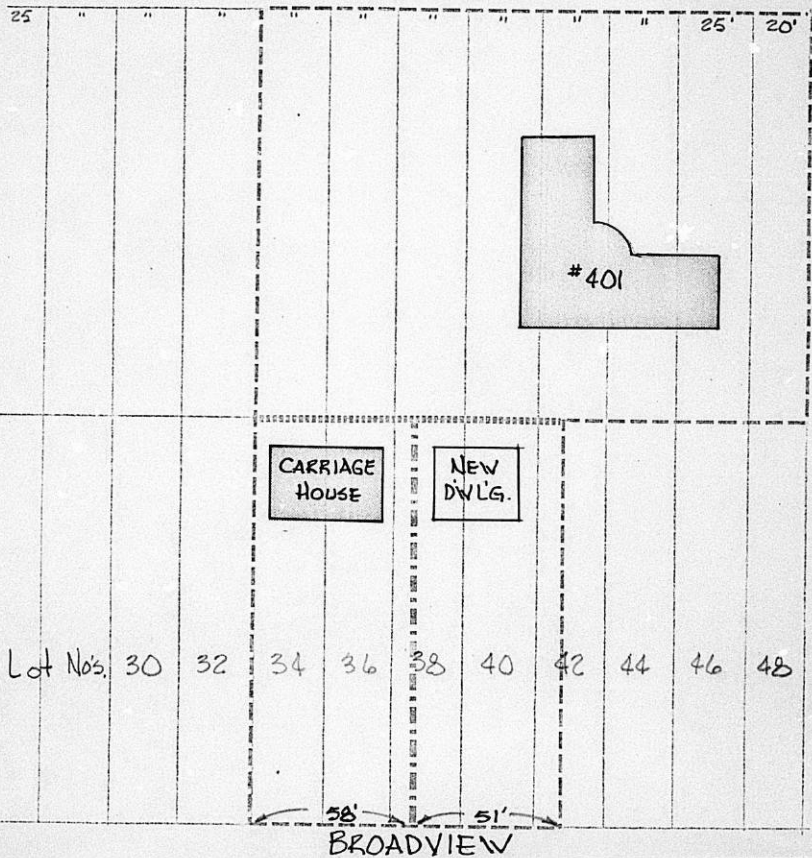 25 " " " " " " " " " 25' 20'
#401
CARRIAGE
HOUSE
NEW
DWL'G.
Lot No's. 30 32 34 36 38 40 42 44 46 48
58' 51'
BROADVIEW